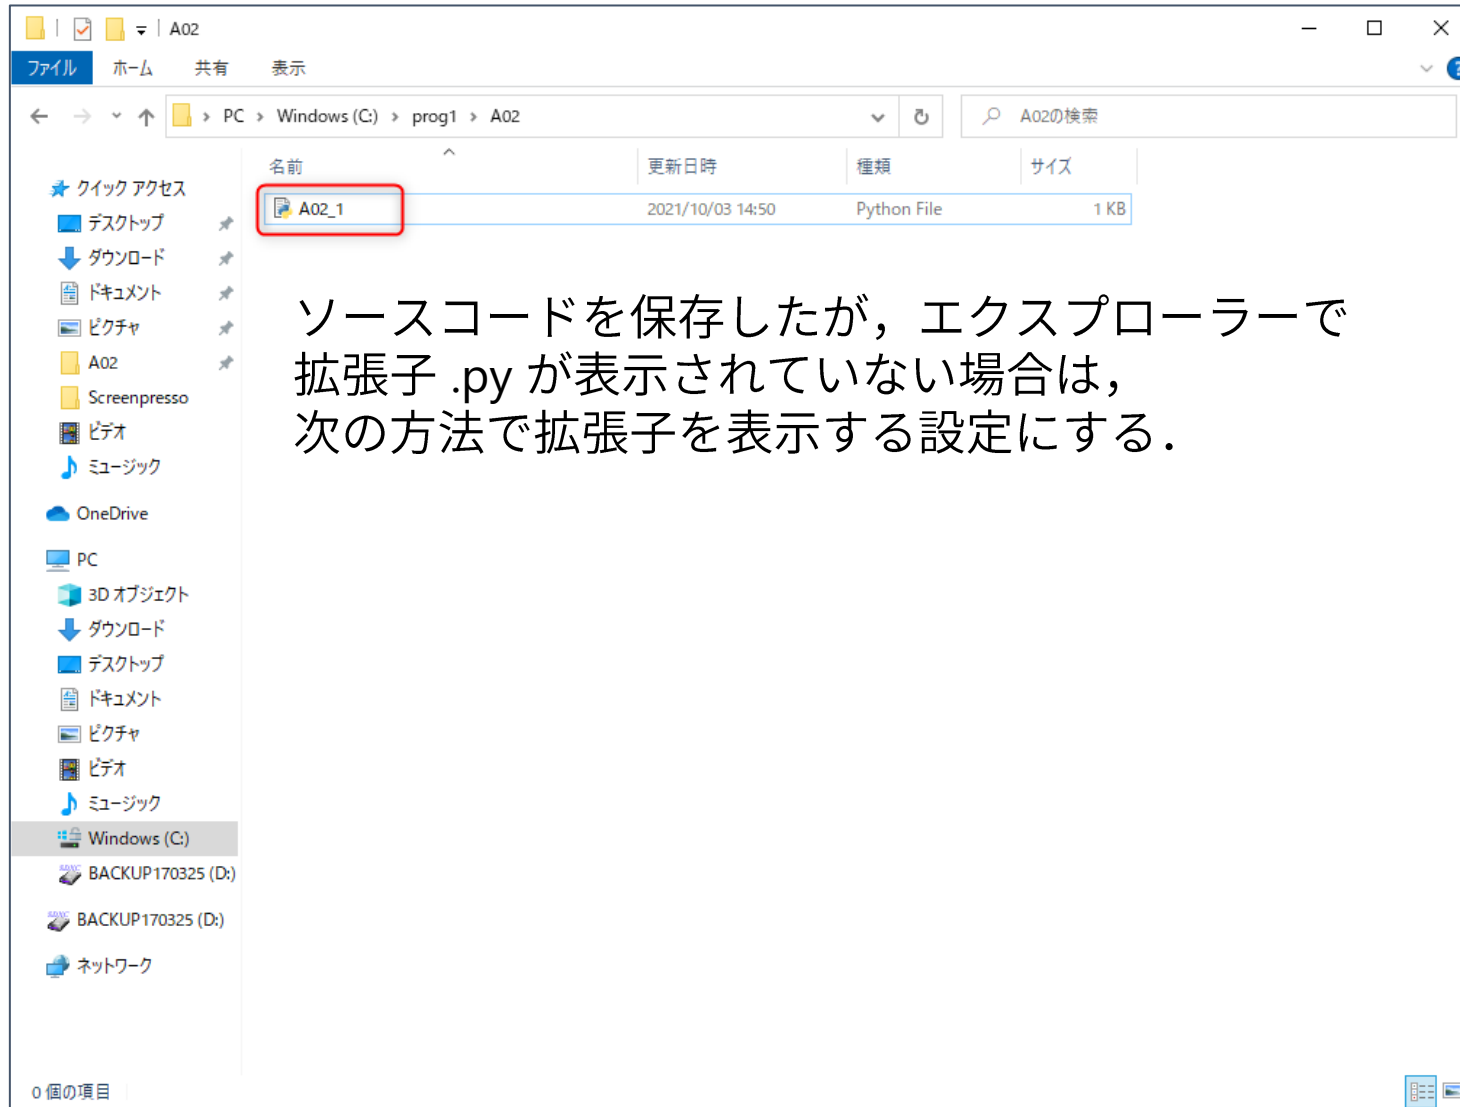 A02
ファイル ホーム 共有 表示
PC › Windows (C:) › prog1 › A02
A02の検索
名前 更新日時 種類 サイズ
A02_1 2021/10/03 14:50 Python File 1 KB
クイック アクセス
デスクトップ
ダウンロード
ドキュメント
ピクチャ
A02
Screenpresso
ビデオ
ミュージック
OneDrive
PC
3D オブジェクト
ダウンロード
デスクトップ
ドキュメント
ピクチャ
ビデオ
ミュージック
Windows (C:)
BACKUP170325 (D:)
BACKUP170325 (D:)
ネットワーク
ソースコードを保存したが，エクスプローラーで
拡張子 .py が表示されていない場合は，
次の方法で拡張子を表示する設定にする．
0 個の項目